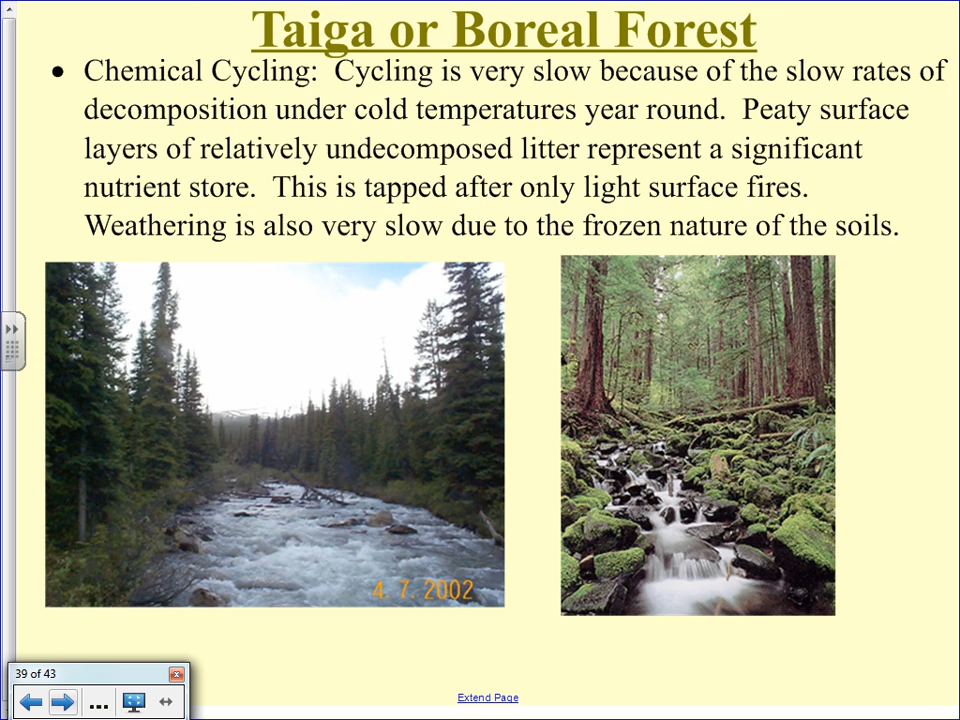 Taiga or Boreal Forest
• Chemical Cycling:  Cycling is very slow because of the slow rates of
decomposition under cold temperatures year round.  Peaty surface
layers of relatively undecomposed litter represent a significant
nutrient store.  This is tapped after only light surface fires.
Weathering is also very slow due to the frozen nature of the soils.
4. 7. 2002
39 of 43
Extend Page